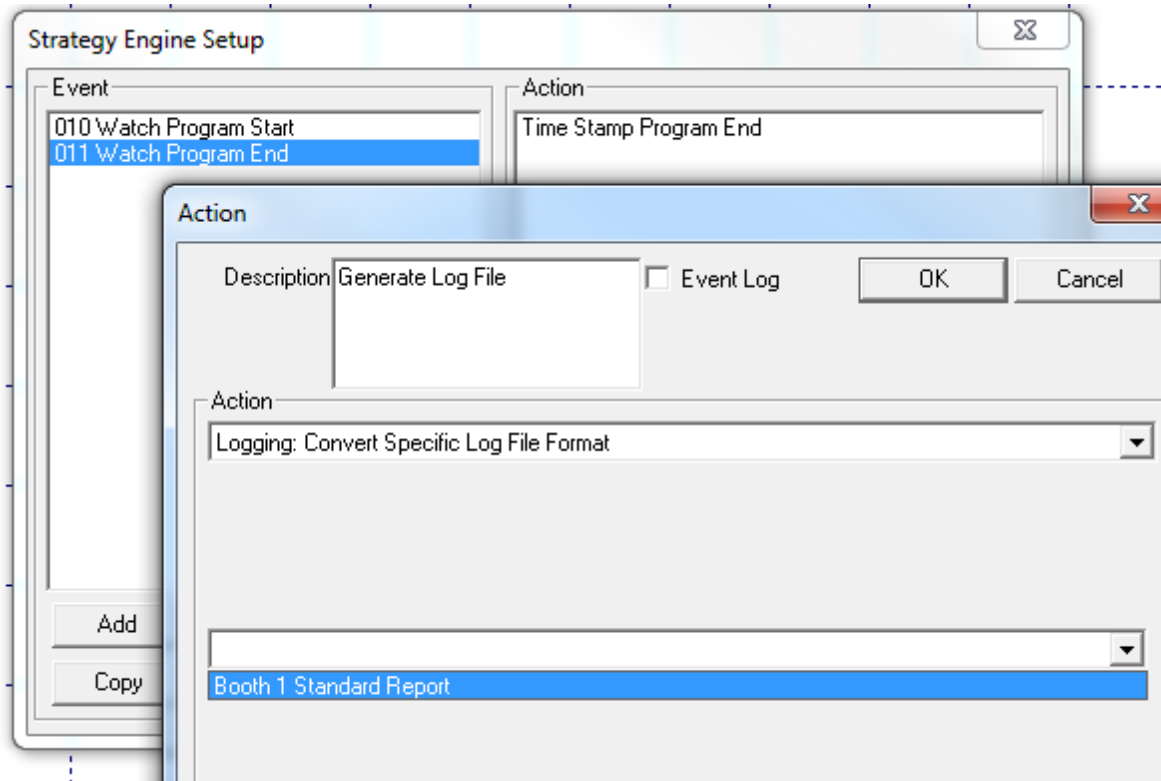 Strategy Engine Setup
Event
010 Watch Program Start
011 Watch Program End
Action
Time Stamp Program End
Action
Description
Generate Log File
Event Log
OK
Cancel
Action
Logging: Convert Specific Log File Format
Booth 1 Standard Report
Add
Copy